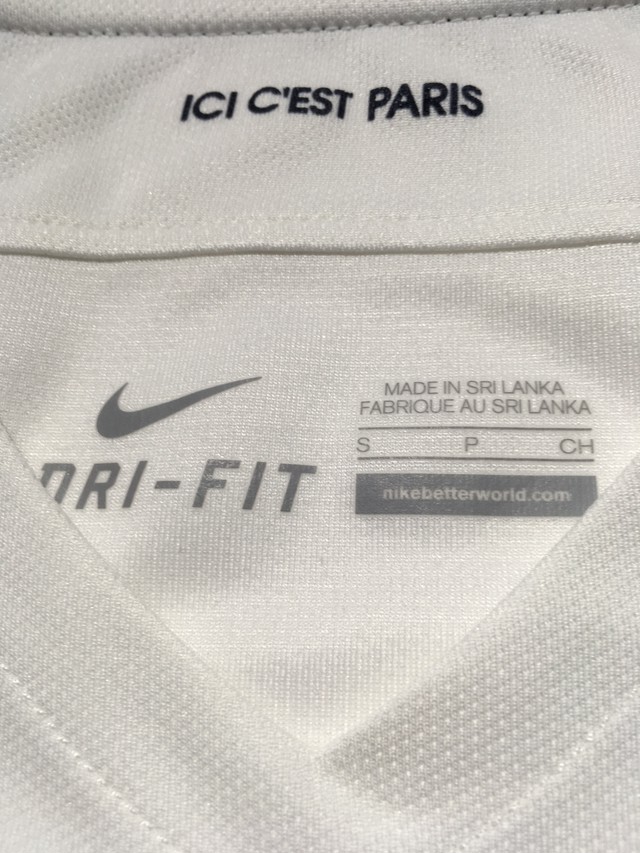 ICI C'EST PARIS
MADE IN SRI LANKA
FABRIQUE AU SRI LANKA
S P CH
DRI-FIT
nikebetterworld.com